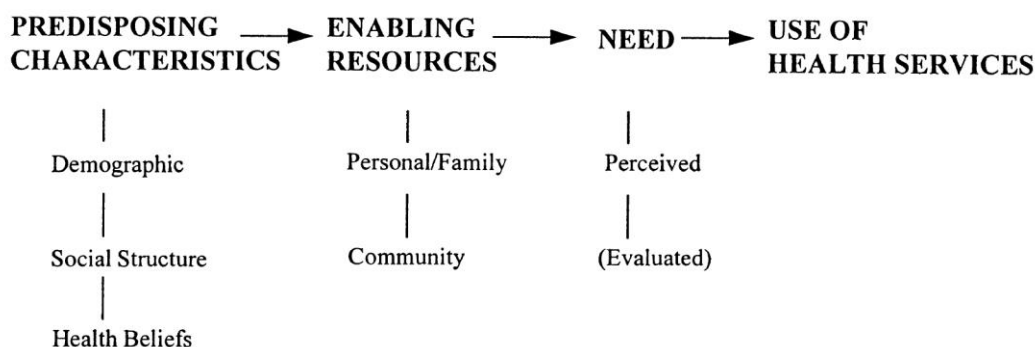 PREDISPOSING CHARACTERISTICS
ENABLING RESOURCES
NEED
USE OF HEALTH SERVICES
Demographic
Personal/Family
Perceived
Social Structure
Community
(Evaluated)
Health Beliefs